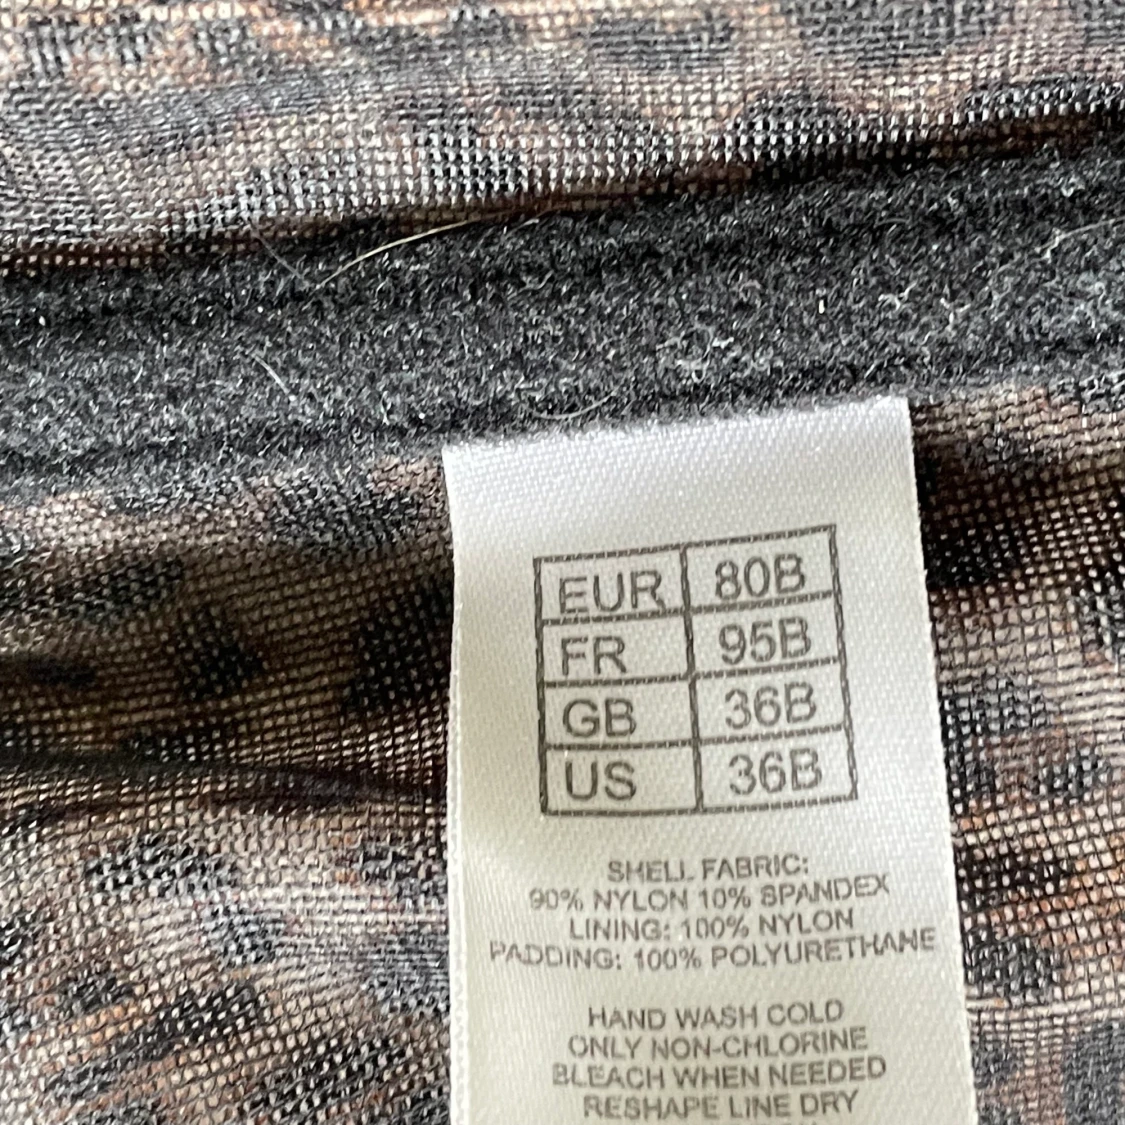 EUR 80B
FR 95B
GB 36B
US 36B
SHELL FABRIC:
90% NYLON 10% SPANDEX
LINING: 100% NYLON
PADDING: 100% POLYURETHANE
HAND WASH COLD
ONLY NON-CHLORINE
BLEACH WHEN NEEDED
RESHAPE LINE DRY